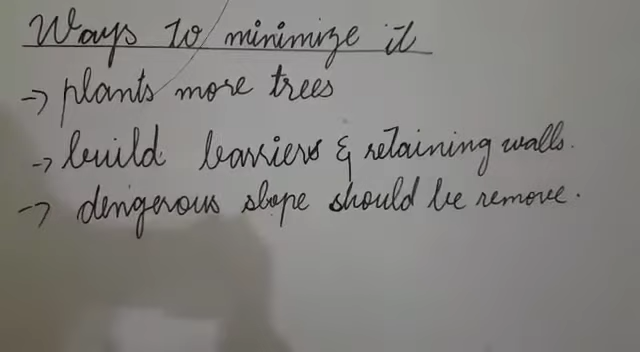 Ways to minimize it
→ plants more trees
→ build barriers & retaining walls.
→ dengerous slope should be remove.